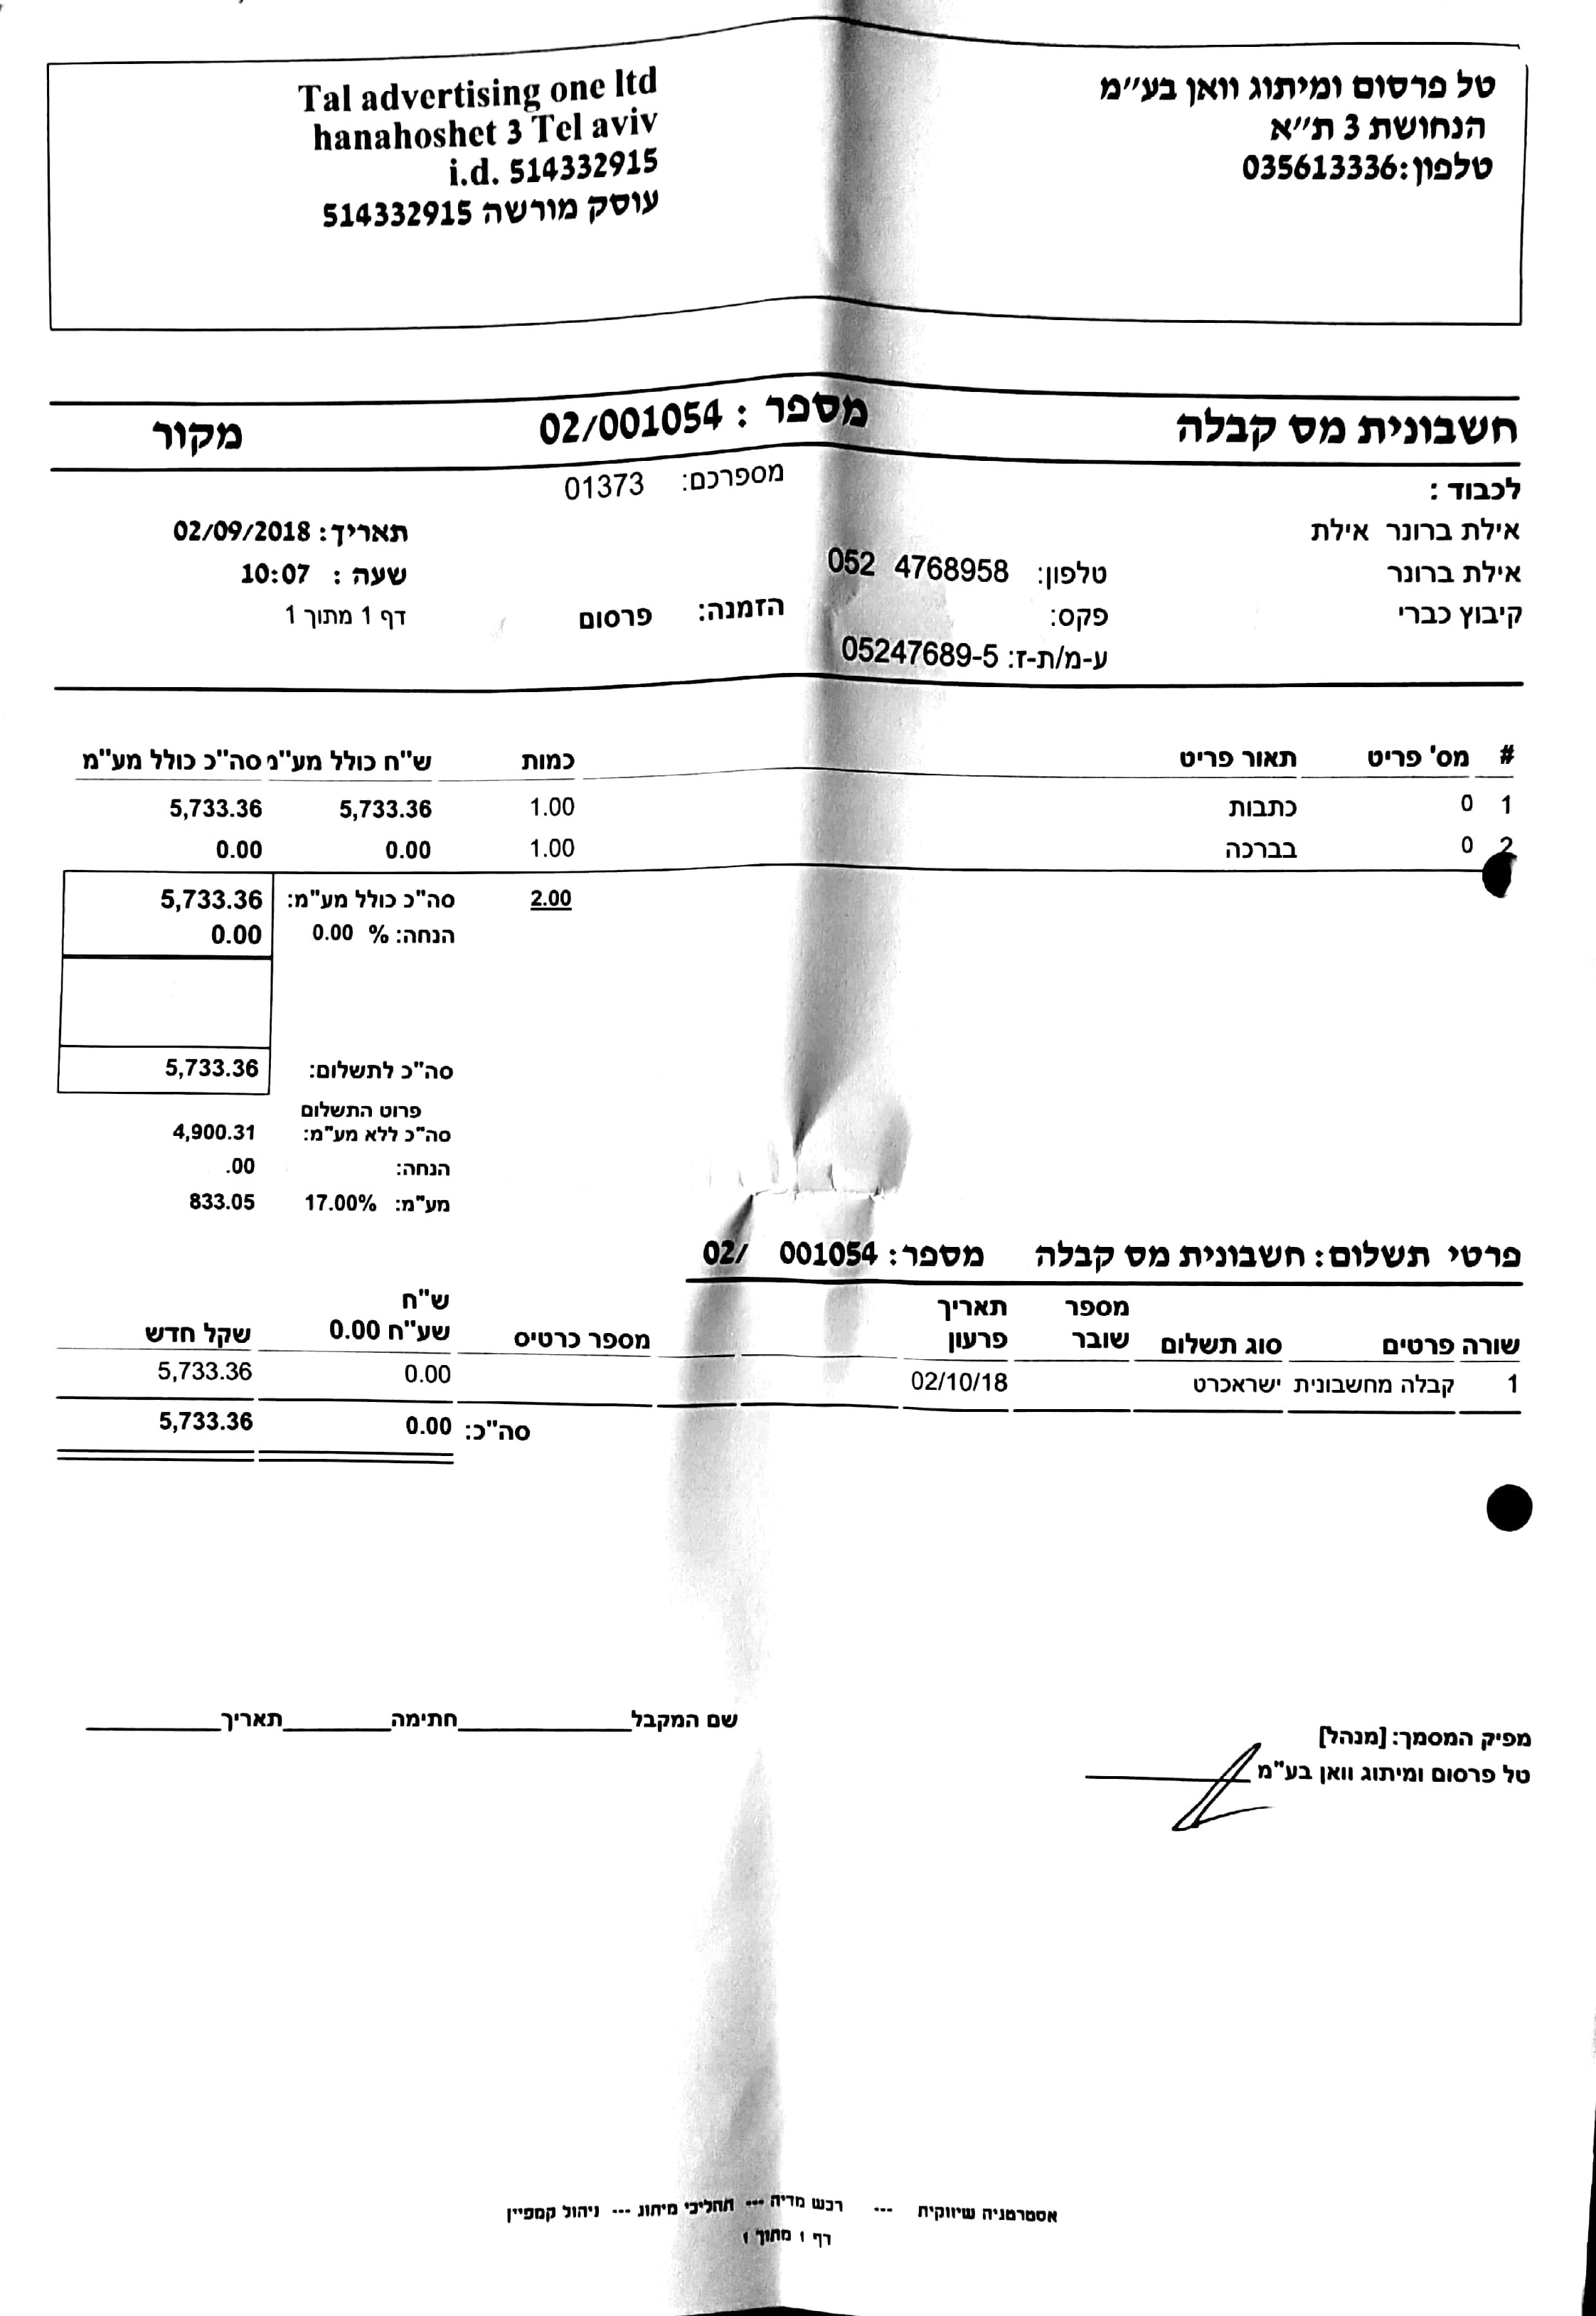 טל פרסום ומיתוג וואן בע״מ
הנחושת 3 ת״א
טלפון:035613336
Tal advertising one ltd
hanahoshet 3 Tel aviv
i.d. 514332915
עוסק מורשה 514332915
חשבונית מס קבלה מספר : 02/001054 מקור
לכבוד : מספרכם: 01373
אילת ברונר אילת תאריך: 02/09/2018
אילת ברונר טלפון: 052 4768958 שעה : 10:07
קיבוץ כברי פקס: הזמנה: פרסום דף 1 מתוך 1
ע-מ/ת-ז: 05247689-5
# מס' פריט תאור פריט כמות ש"ח כולל מע"מ סה"כ כולל מע"מ
1 0 כתבות 1.00 5,733.36 5,733.36
2 0 בברכה 1.00 0.00 0.00
2.00 סה"כ כולל מע"מ: 5,733.36
הנחה: % 0.00 0.00
סה"כ לתשלום: 5,733.36
פרוט התשלום
סה"כ ללא מע"מ: 4,900.31
הנחה: .00
מע"מ: 17.00% 833.05
פרטי תשלום: חשבונית מס קבלה מספר: 001054 /02
מספר תאריך ש"ח
שורה פרטים סוג תשלום שובר פרעון מספר כרטיס שע"ח 0.00 שקל חדש
1 קבלה מחשבונית ישראכרט 02/10/18 0.00 5,733.36
סה"כ: 0.00 5,733.36
שם המקבל______________חתימה_________תאריך___________
מפיק המסמך: [מנהל]
טל פרסום ומיתוג וואן בע"מ
אסטרטגיה שיווקית --- רכש מדיה --- תהליכי מיתוג --- ניהול קמפיין
דף 1 מתוך 1